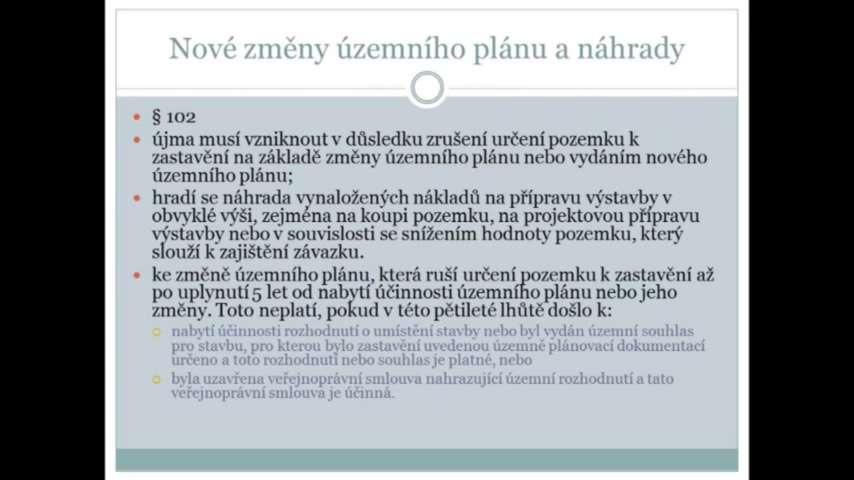 Nové změny územního plánu a náhrady
§ 102
újma musí vzniknout v důsledku zrušení určení pozemku k
zastavění na základě změny územního plánu nebo vydáním nového
územního plánu;
hradí se náhrada vynaložených nákladů na přípravu výstavby v
obvyklé výši, zejména na koupi pozemku, na projektovou přípravu
výstavby nebo v souvislosti se snížením hodnoty pozemku, který
slouží k zajištění závazku.
ke změně územního plánu, která ruší určení pozemku k zastavění až
po uplynutí 5 let od nabytí účinnosti územního plánu nebo jeho
změny. Toto neplatí, pokud v této pětileté lhůtě došlo k:
nabytí účinnosti rozhodnutí o umístění stavby nebo byl vydán územní souhlas
pro stavbu, pro kterou bylo zastavění uvedenou územně plánovací dokumentací
určeno a toto rozhodnutí nebo souhlas je platné, nebo
byla uzavřena veřejnoprávní smlouva nahrazující územní rozhodnutí a tato
veřejnoprávní smlouva je účinná.